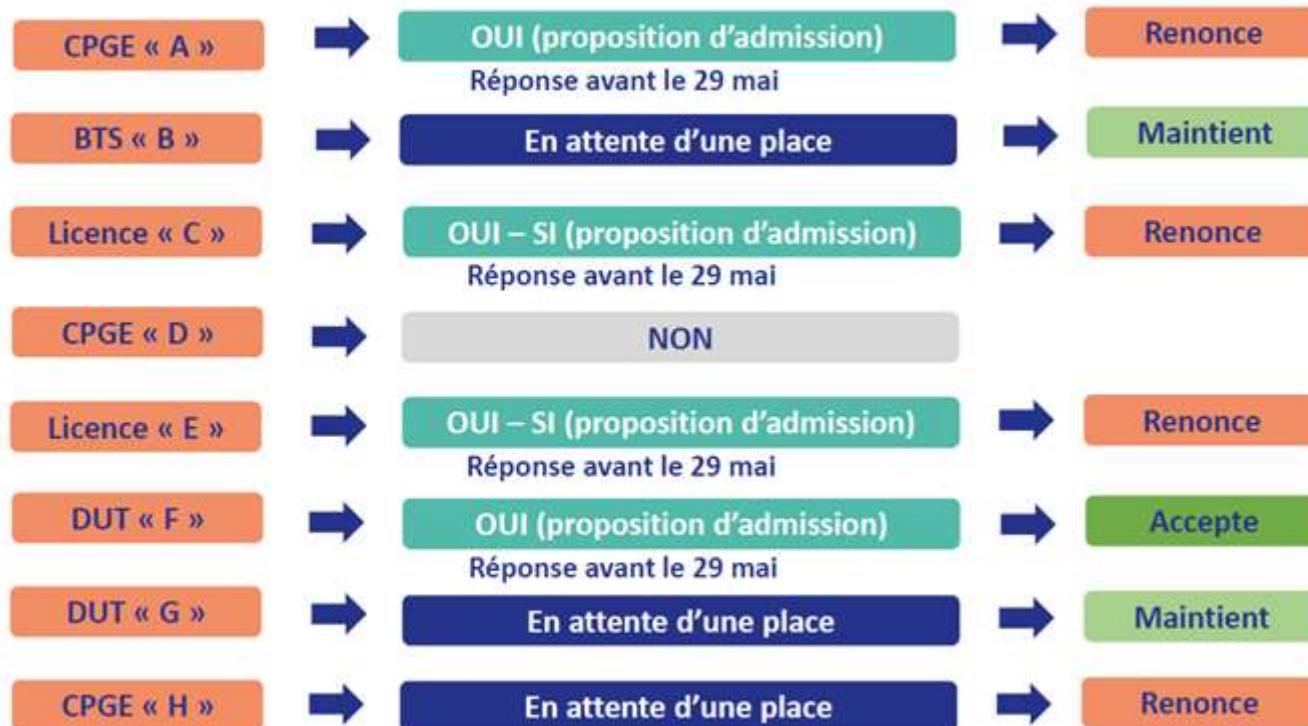 CPGE « A »
OUI (proposition d'admission)
Renonce
Réponse avant le 29 mai
BTS « B »
En attente d'une place
Maintient
Licence « C »
OUI – SI (proposition d'admission)
Renonce
Réponse avant le 29 mai
CPGE « D »
NON
Licence « E »
OUI – SI (proposition d'admission)
Renonce
Réponse avant le 29 mai
DUT « F »
OUI (proposition d'admission)
Accepte
Réponse avant le 29 mai
DUT « G »
En attente d'une place
Maintient
CPGE « H »
En attente d'une place
Renonce